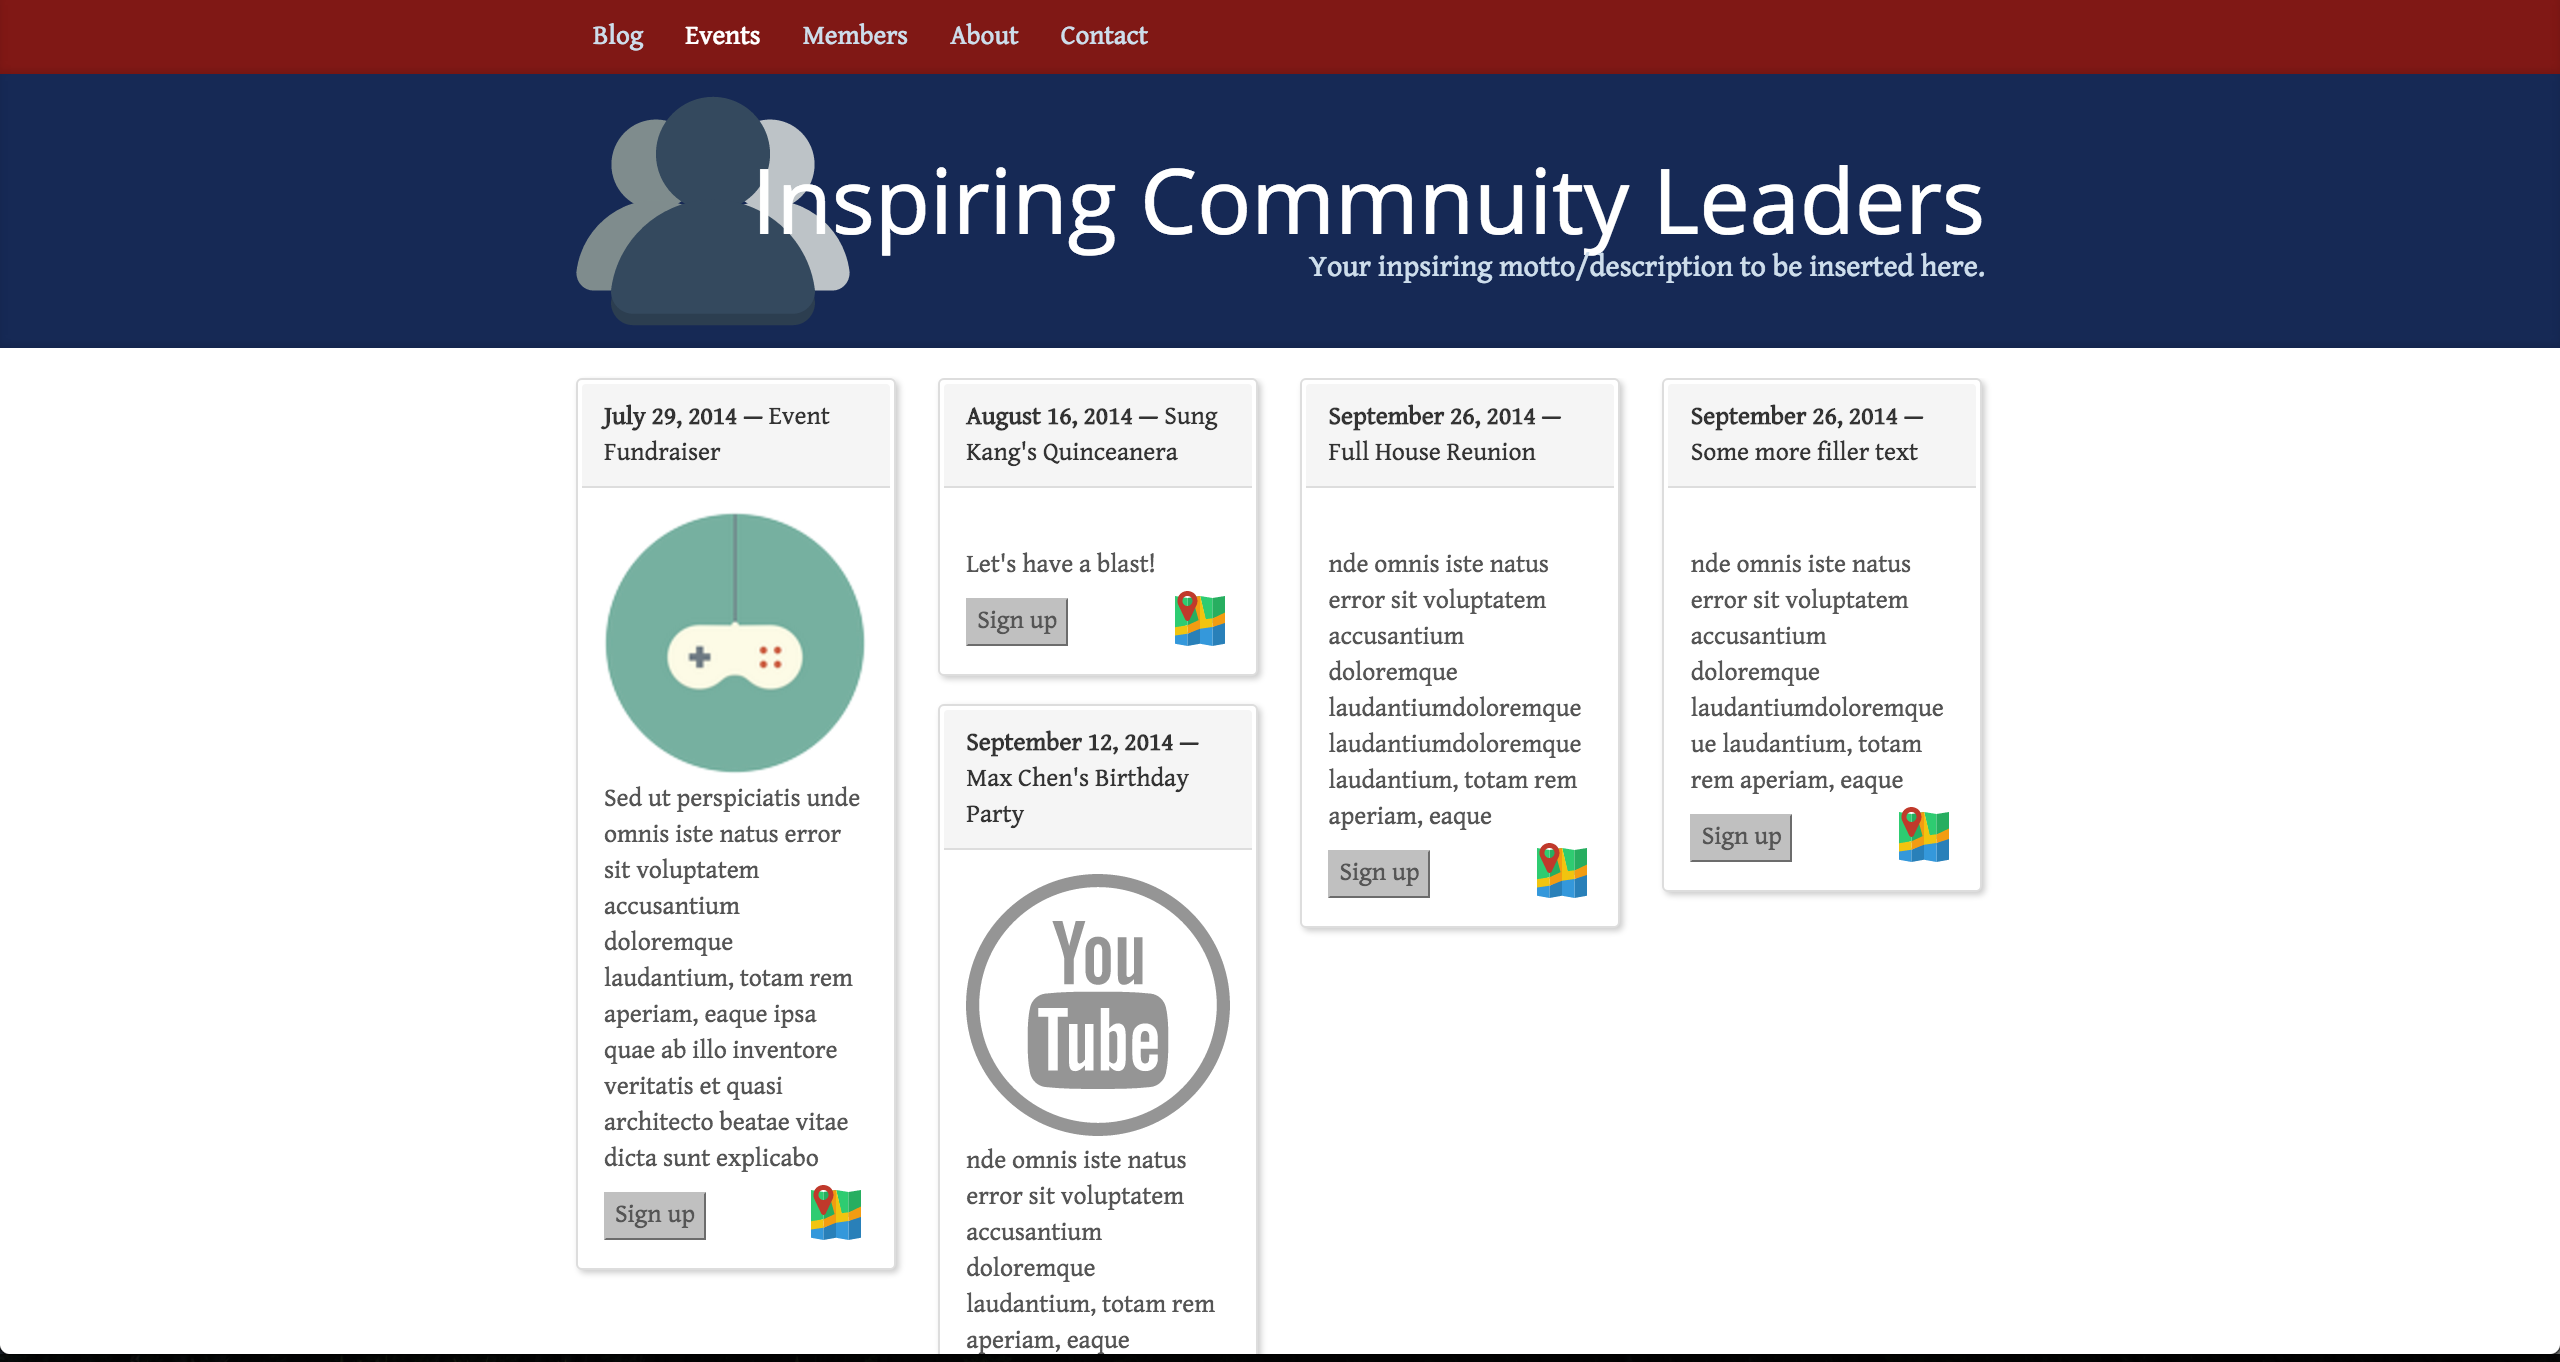 Blog Events Members About Contact
Inspiring Commnuity Leaders
Your inpsiring motto/description to be inserted here.
July 29, 2014 — Event
Fundraiser
Sed ut perspiciatis unde
omnis iste natus error
sit voluptatem
accusantium
doloremque
laudantium, totam rem
aperiam, eaque ipsa
quae ab illo inventore
veritatis et quasi
architecto beatae vitae
dicta sunt explicabo
Sign up
August 16, 2014 — Sung
Kang's Quinceanera
Let's have a blast!
Sign up
September 12, 2014 —
Max Chen's Birthday
Party
You
Tube
nde omnis iste natus
error sit voluptatem
accusantium
doloremque
laudantium, totam rem
aperiam, eaque
September 26, 2014 —
Full House Reunion
nde omnis iste natus
error sit voluptatem
accusantium
doloremque
laudantiumdoloremque
laudantiumdoloremque
laudantium, totam rem
aperiam, eaque
Sign up
September 26, 2014 —
Some more filler text
nde omnis iste natus
error sit voluptatem
accusantium
doloremque
laudantiumdoloremque
ue laudantium, totam
rem aperiam, eaque
Sign up